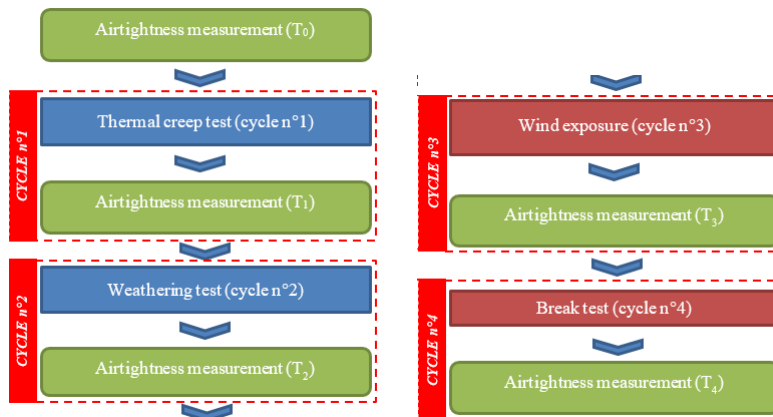 Airtightness measurement (T₀)
CYCLE n°1
Thermal creep test (cycle n°1)
Airtightness measurement (T₁)
CYCLE n°2
Weathering test (cycle n°2)
Airtightness measurement (T₂)
CYCLE n°3
Wind exposure (cycle n°3)
Airtightness measurement (T₃)
CYCLE n°4
Break test (cycle n°4)
Airtightness measurement (T₄)